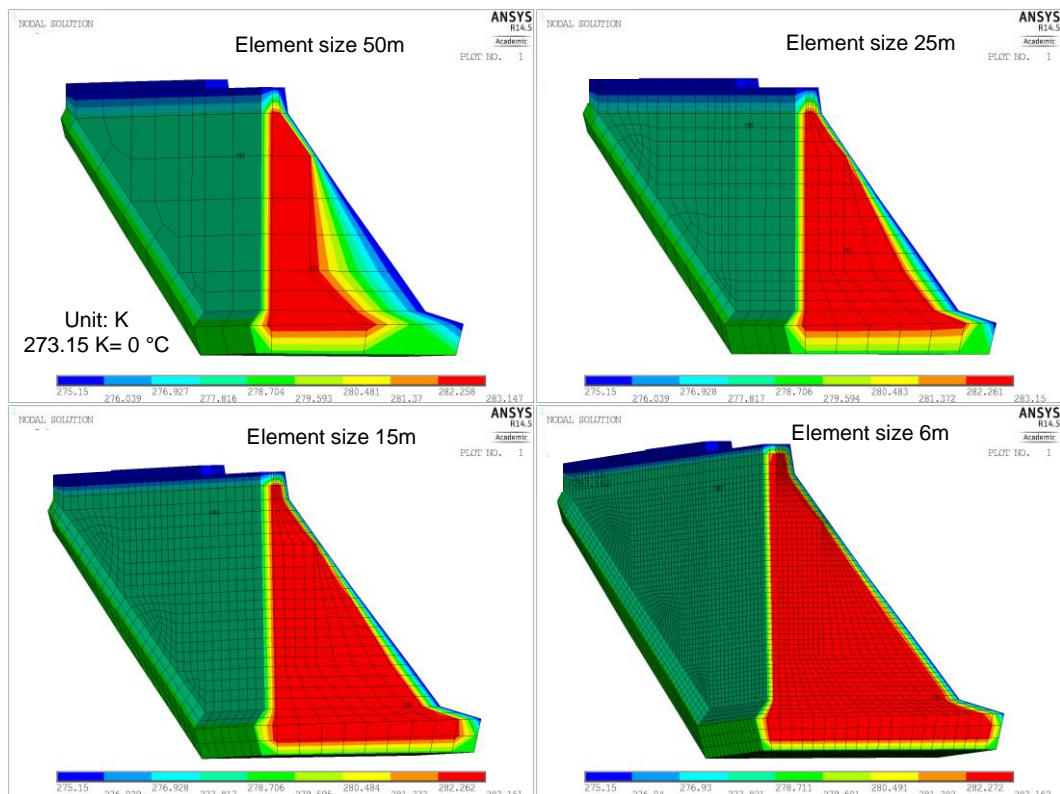 NODAL SOLUTION
Element size 50m
ANSYS
R14.5
Academic
PLOT NO. 1
MN
MX
Unit: K
273.15 K= 0 °C
275.15 276.927 278.704 280.481 282.258
276.039 277.816 279.593 281.37 283.147
NODAL SOLUTION
Element size 25m
ANSYS
R14.5
Academic
PLOT NO. 1
MN
MX
275.15 276.928 278.706 280.483 282.261
276.039 277.817 279.594 281.372 283.15
NODAL SOLUTION
Element size 15m
ANSYS
R14.5
Academic
PLOT NO. 1
MN
275.15 276.928 278.706 280.484 282.262
NODAL SOLUTION
Element size 6m
ANSYS
R14.5
Academic
PLOT NO. 1
275.15 276.93 278.711 280.491 282.272